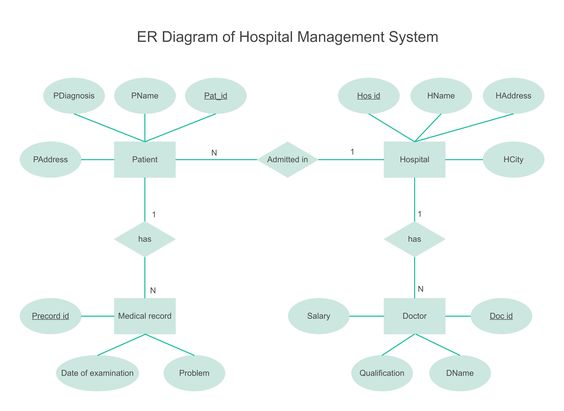 ER Diagram of Hospital Management System
PDiagnosis
PName
Pat_id
Hos id
HName
HAddress
PAddress
Patient
N
Admitted in
1
Hospital
HCity
1
1
has
has
N
N
Precord id
Medical record
Salary
Doctor
Doc id
Date of examination
Problem
Qualification
DName